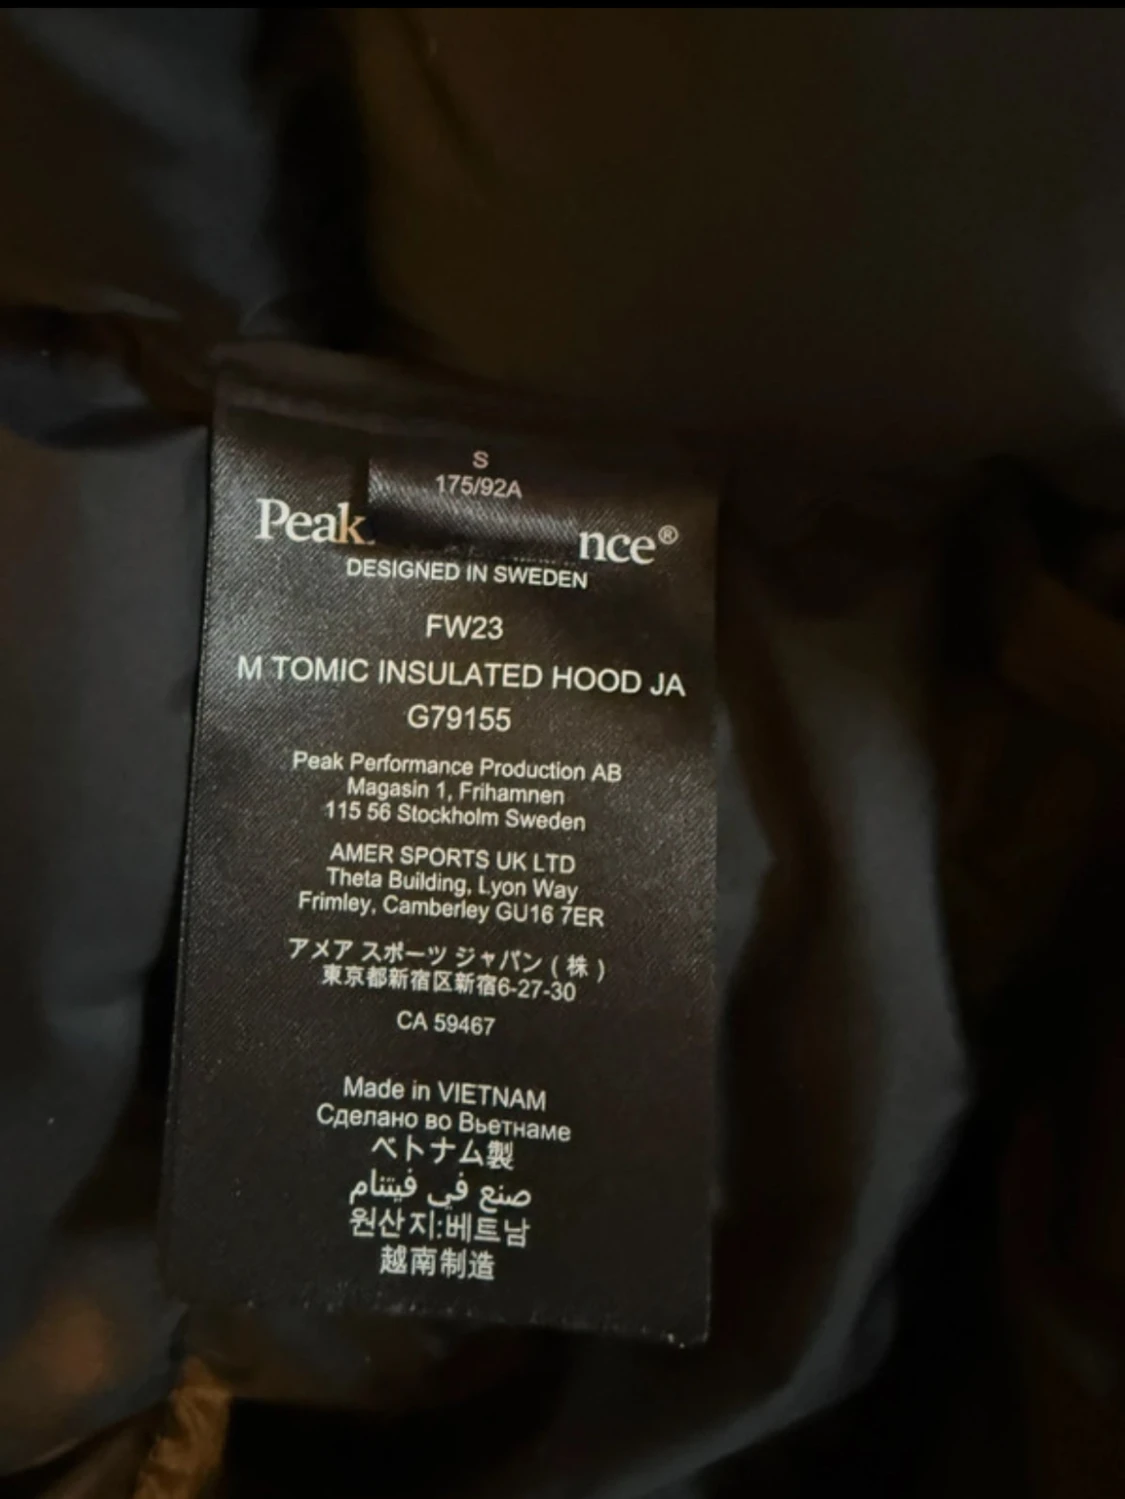 S
175/92A
Peak nce®
DESIGNED IN SWEDEN
FW23
M TOMIC INSULATED HOOD JA
G79155
Peak Performance Production AB
Magasin 1, Frihamnen
115 56 Stockholm Sweden
AMER SPORTS UK LTD
Theta Building, Lyon Way
Frimley, Camberley GU16 7ER
アメア スポーツ ジャパン ( 株 )
東京都新宿区新宿6-27-30
CA 59467
Made in VIETNAM
Сделано во Вьетнаме
ベトナム製
صنع في فيتنام
원산지:베트남
越南制造